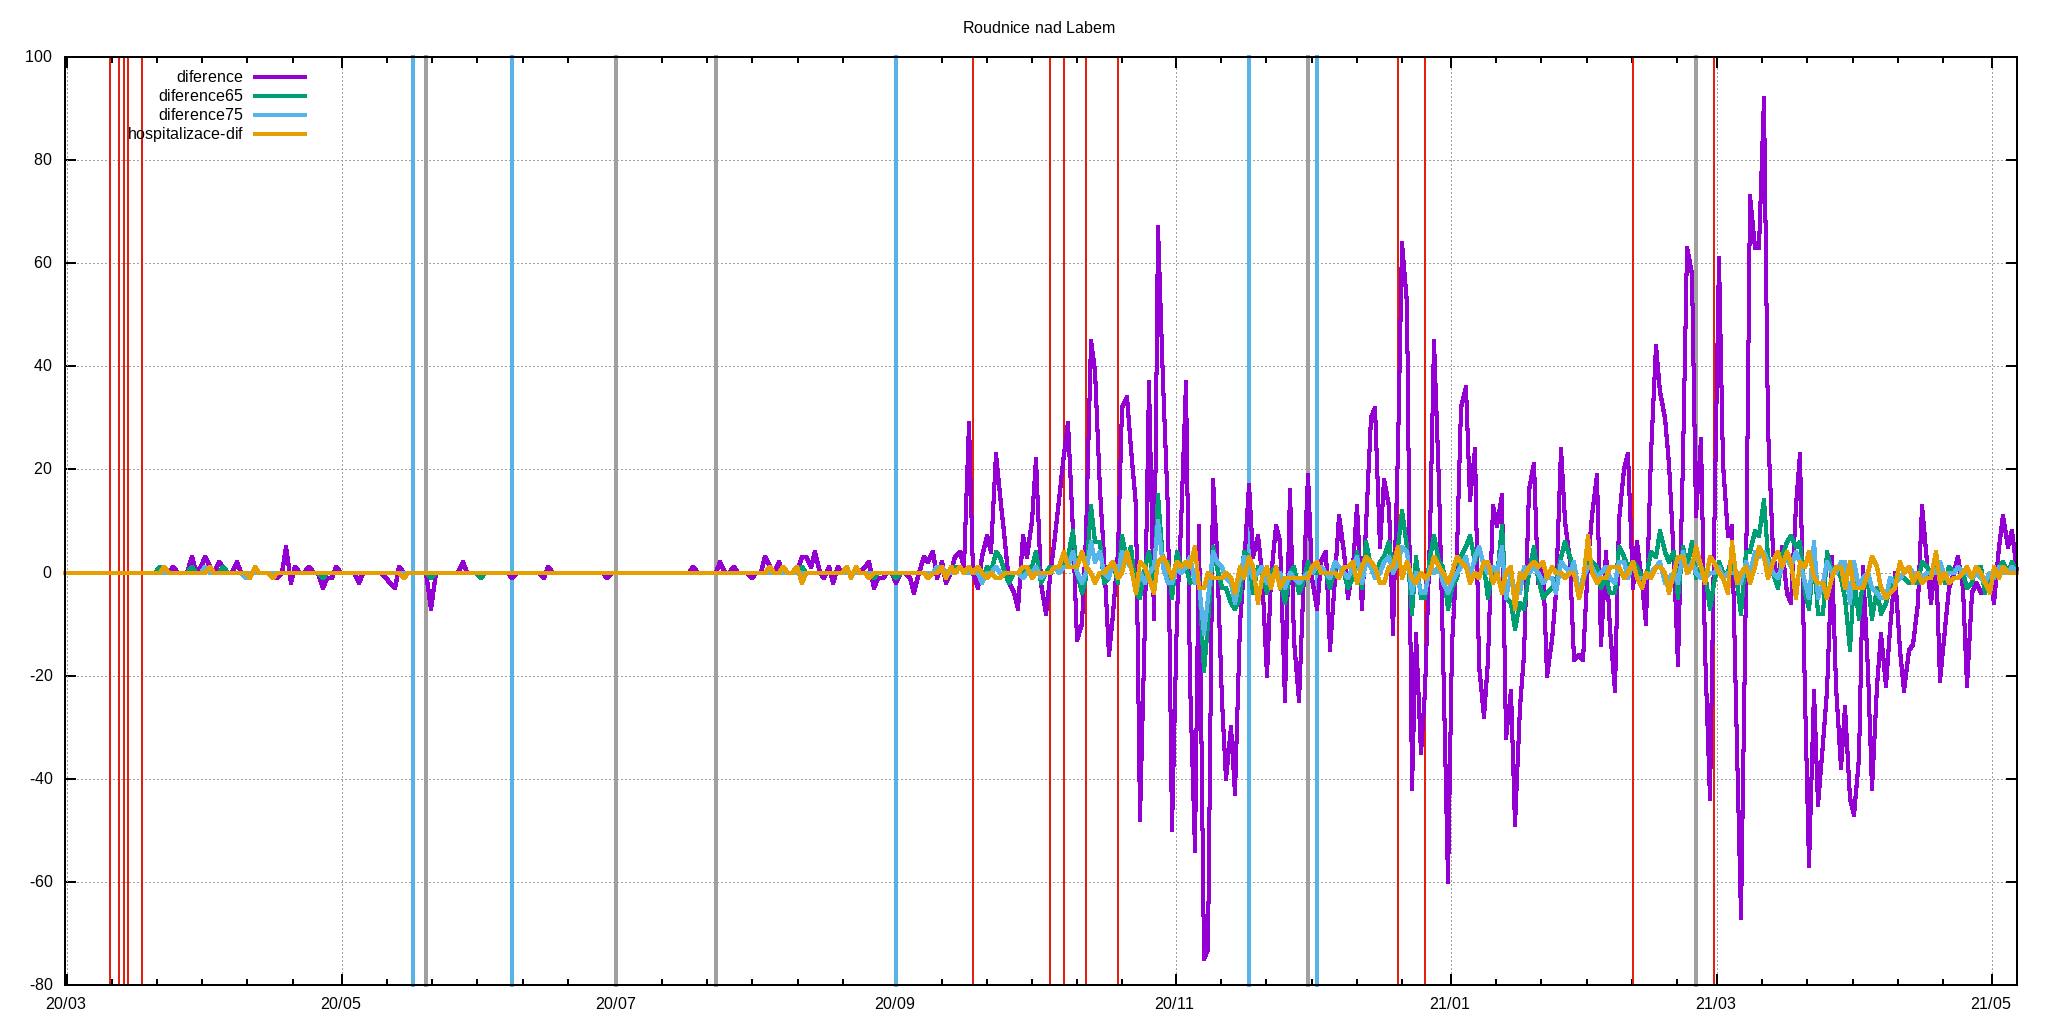 Roudnice nad Labem
100
diference
diference65
diference75
hospitalizace-dif
80
60
40
20
0
-20
-40
-60
-80
20/03 20/05 20/07 20/09 20/11 21/01 21/03 21/05